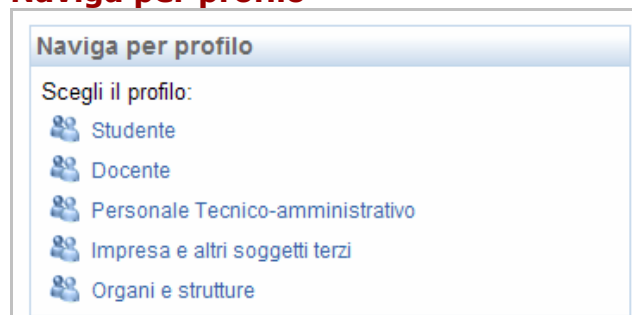 Naviga per profilo
Naviga per profilo
Scegli il profilo:
Studente
Docente
Personale Tecnico-amministrativo
Impresa e altri soggetti terzi
Organi e strutture